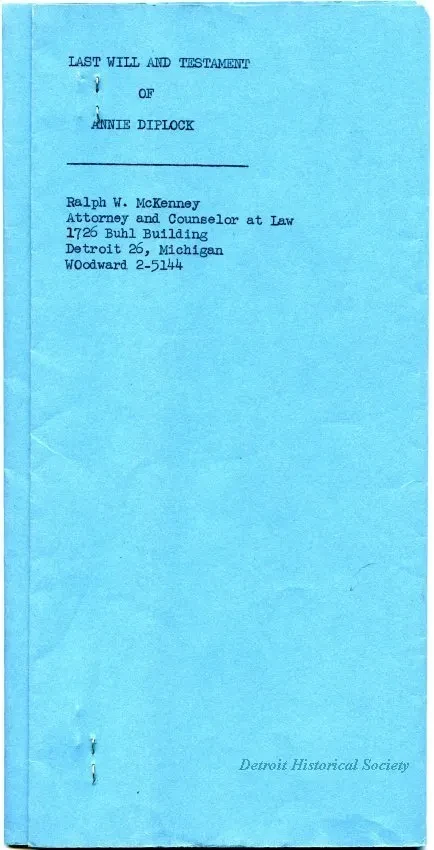 LAST WILL AND TESTAMENT
OF
ANNIE DIPLOCK
Ralph W. McKenney
Attorney and Counselor at Law
1726 Buhl Building
Detroit 26, Michigan
WOodward 2-5144
Detroit Historical Society